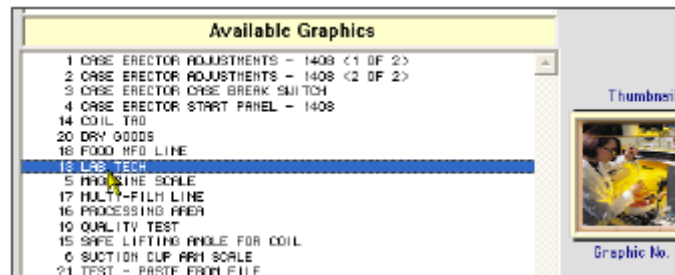 Available Graphics
1 CASE ERECTOR ADJUSTMENTS - 1408 <1 OF 2>
2 CASE ERECTOR ADJUSTMENTS - 1408 <2 OF 2>
3 CASE ERECTOR CASE BREAK SWITCH
4 CASE ERECTOR START PANEL - 1408
14 COIL TAG
20 DRY GOODS
18 FOOD MFG LINE
LAB TECH
5 MAGAZINE SCALE
17 MULTY-FILM LINE
16 PROCESSING AREA
19 QUALITY TEST
15 SAFE LIFTING ANGLE FOR COIL
6 SUCTION CUP ARM SCALE
21 TEST - PASTE FROM FILE
Thumbnail
Graphic No.